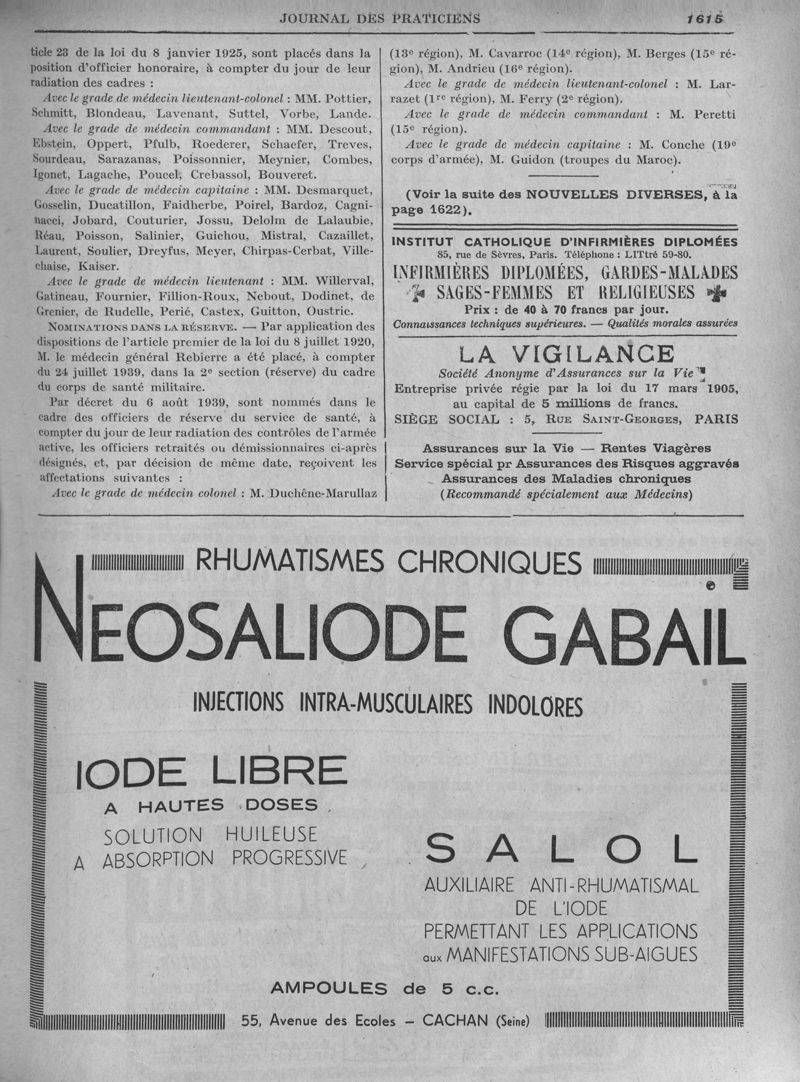 JOURNAL DES PRATICIENS
1615
ticle 23 de la loi du 8 janvier 1925, sont placés dans la
position d'officier honoraire, à compter du jour de leur
radiation des cadres :
Avec le grade de médecin lieutenant-colonel : MM. Pottier,
Schmitt, Blondeau, Lavenant, Suttel, Vorbe, Lande.
Avec le grade de médecin commandant : MM. Descout,
Ebstein, Oppert, Pfulb, Roederer, Schaefer, Treves,
Sourdeau, Sarazanas, Poissonnier, Meynier, Combes,
Igonet, Lagache, Poucel, Crebassol, Bouveret.
Avec le grade de médecin capitaine : MM. Desmarquet,
Gosselin, Ducatillon, Faidherbe, Poirel, Bardoz, Cagni-
nacci, Jobard, Couturier, Jossu, Delolm de Lalaubie,
Réau, Poisson, Salinier, Guichou, Mistral, Cazaillet,
Laurent, Soulier, Dreyfus, Meyer, Chirpas-Cerbat, Ville-
chaise, Kaiser.
Avec le grade de médecin lieutenant : MM. Willerval,
Gatineau, Fournier, Fillion-Roux, Nebout, Dodinet, de
Grenier, de Rudelle, Perié, Castex, Guitton, Oustric.
NOMINATIONS DANS LA RÉSERVE. — Par application des
dispositions de l'article premier de la loi du 8 juillet 1920,
M. le médecin général Rebierre a été placé, à compter
du 24 juillet 1939, dans la 2e section (réserve) du cadre
du corps de santé militaire.
Par décret du 6 août 1939, sont nommés dans le
cadre des officiers de réserve du service de santé, à
compter du jour de leur radiation des contrôles de l'armée
active, les officiers retraités ou démissionnaires ci-après
désignés, et, par décision de même date, reçoivent les
affectations suivantes :
Avec le grade de médecin colonel : M. Duchêne-Marullaz
(13e région), M. Cavarroc (14e région), M. Berges (15e ré-
gion), M. Andrieu (16e région).
Avec le grade de médecin lieutenant-colonel : M. Lar-
razet (1re région), M. Ferry (2e région).
Avec le grade de médecin commandant : M. Peretti
(15e région).
Avec le grade de médecin capitaine : M. Conche (19e
corps d'armée), M. Guidon (troupes du Maroc).
(Voir la suite des NOUVELLES DIVERSES, à la
page 1622).
INSTITUT CATHOLIQUE D'INFIRMIÈRES DIPLOMÉES
85, rue de Sèvres, Paris. Téléphone : LITtré 59-80.
INFIRMIÈRES DIPLOMÉES, GARDES-MALADES
SAGES-FEMMES ET RELIGIEUSES
Prix : de 40 à 70 francs par jour.
Connaissances techniques supérieures. — Qualités morales assurées
LA VIGILANCE
Société Anonyme d'Assurances sur la Vie
Entreprise privée régie par la loi du 17 mars 1905,
au capital de 5 millions de francs.
SIÈGE SOCIAL : 5, RUE SAINT-GEORGES, PARIS
Assurances sur la Vie — Rentes Viagères
Service spécial pr Assurances des Risques aggravés
Assurances des Maladies chroniques
(Recommandé spécialement aux Médecins)
RHUMATISMES CHRONIQUES
NEOSALIODE GABAIL
INJECTIONS INTRA-MUSCULAIRES INDOLORES
IODE LIBRE
A HAUTES DOSES
SOLUTION HUILEUSE
A ABSORPTION PROGRESSIVE
SALOL
AUXILIAIRE ANTI-RHUMATISMAL
DE L'IODE
PERMETTANT LES APPLICATIONS
aux MANIFESTATIONS SUB-AIGUES
AMPOULES de 5 c.c.
55, Avenue des Ecoles – CACHAN (Seine)